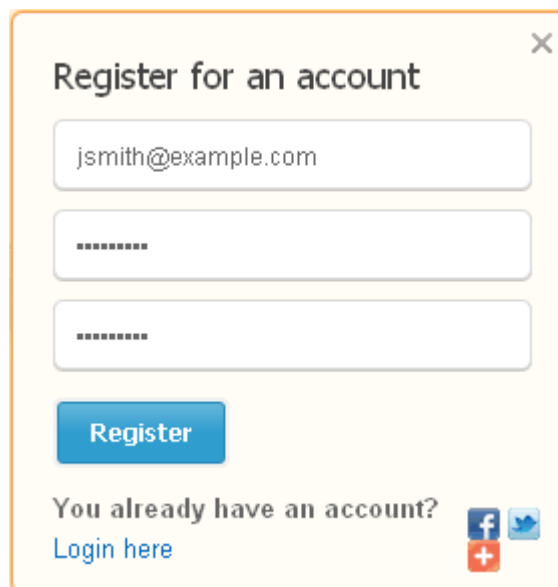 Register for an account
jsmith@example.com
•••••••••
•••••••••
Register
You already have an account?
Login here